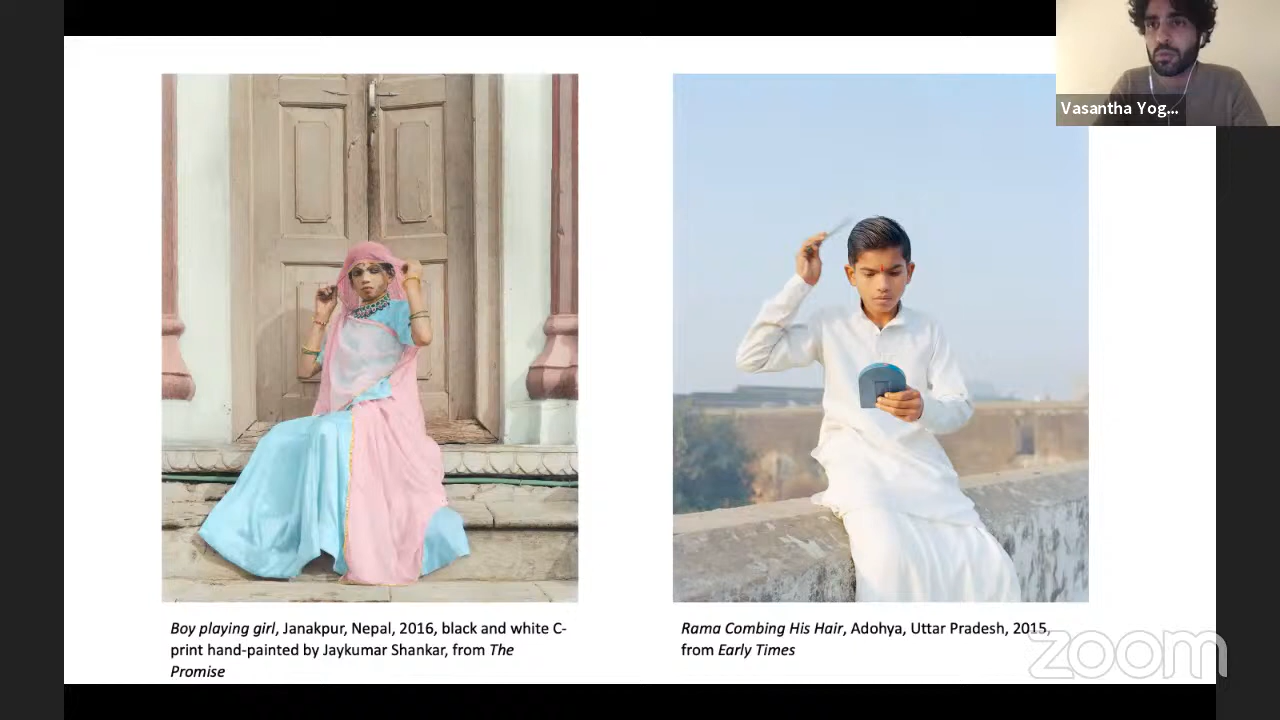 Vasantha Yog...
Boy playing girl, Janakpur, Nepal, 2016, black and white C-
print hand-painted by Jaykumar Shankar, from The
Promise
Rama Combing His Hair, Adohya, Uttar Pradesh, 2015,
from Early Times
zoom